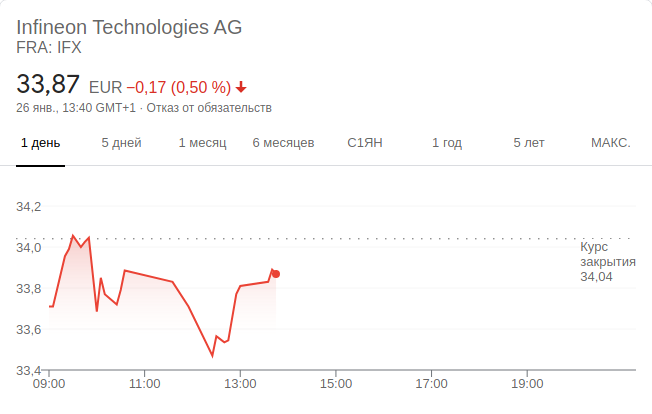 Infineon Technologies AG
FRA: IFX
33,87 EUR −0,17 (0,50 %)
26 янв., 13:40 GMT+1 · Отказ от обязательств
1 день 5 дней 1 месяц 6 месяцев С1ЯН 1 год 5 лет МАКС.
34,2
34,0
Курс
закрытия
34,04
33,8
33,6
33,4
09:00 11:00 13:00 15:00 17:00 19:00